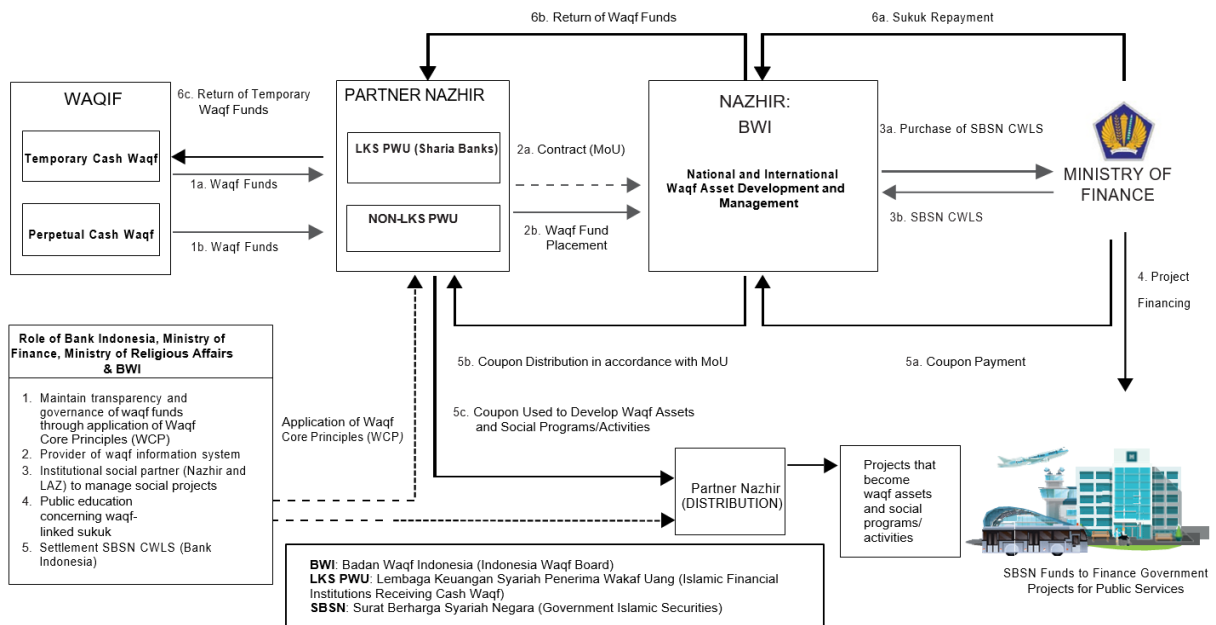 6b. Return of Waqf Funds
6a. Sukuk Repayment
WAQIF
6c. Return of Temporary
Waqf Funds
Temporary Cash Waqf
1a. Waqf Funds
Perpetual Cash Waqf
1b. Waqf Funds
PARTNER NAZHIR
LKS PWU (Sharia Banks)
NON-LKS PWU
2a. Contract (MoU)
2b. Waqf Fund
Placement
NAZHIR:
BWI
National and International
Waqf Asset Development and
Management
3a. Purchase of SBSN CWLS
3b. SBSN CWLS
MINISTRY OF
FINANCE
4. Project
Financing
5b. Coupon Distribution in accordance with MoU
5a. Coupon Payment
5c. Coupon Used to Develop Waqf Assets
and Social Programs/Activities
Role of Bank Indonesia, Ministry of
Finance, Ministry of Religious Affairs
& BWI
1. Maintain transparency and
governance of waqf funds
through application of Waqf
Core Principles (WCP)
2. Provider of waqf information system
3. Institutional social partner (Nazhir and
LAZ) to manage social projects
4. Public education
concerning waqf-
linked sukuk
5. Settlement SBSN CWLS (Bank
Indonesia)
Application of Waqf
Core Principles (WCP)
Partner Nazhir
(DISTRIBUTION)
Projects that
become
waqf assets
and social
programs/
activities
SBSN Funds to Finance Government
Projects for Public Services
BWI: Badan Waqf Indonesia (Indonesia Waqf Board)
LKS PWU: Lembaga Keuangan Syariah Penerima Wakaf Uang (Islamic Financial
Institutions Receiving Cash Waqf)
SBSN: Surat Berharga Syariah Negara (Government Islamic Securities)